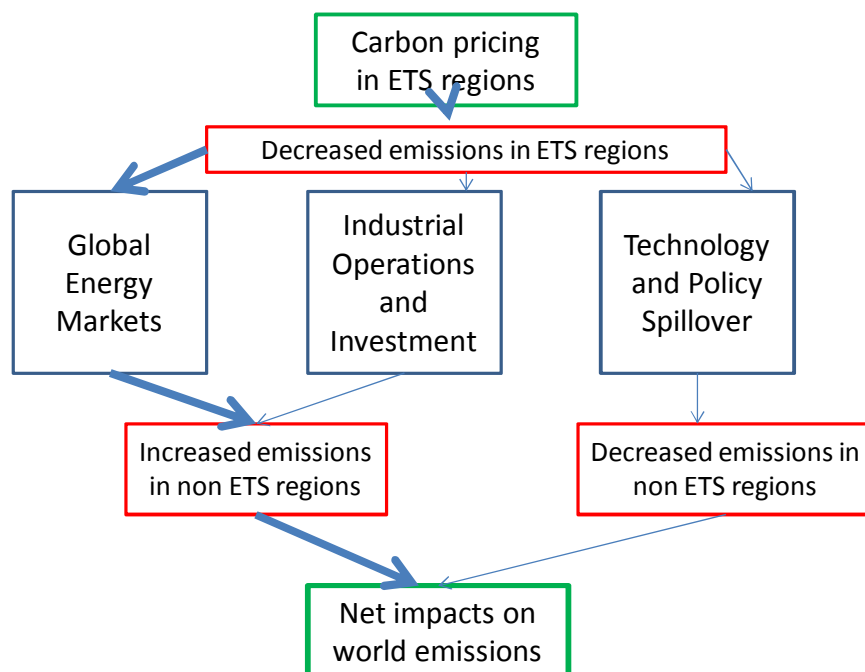 Carbon pricing
in ETS regions
Decreased emissions in ETS regions
Global
Energy
Markets
Industrial
Operations
and
Investment
Technology
and Policy
Spillover
Increased emissions
in non ETS regions
Decreased emissions in
non ETS regions
Net impacts on
world emissions